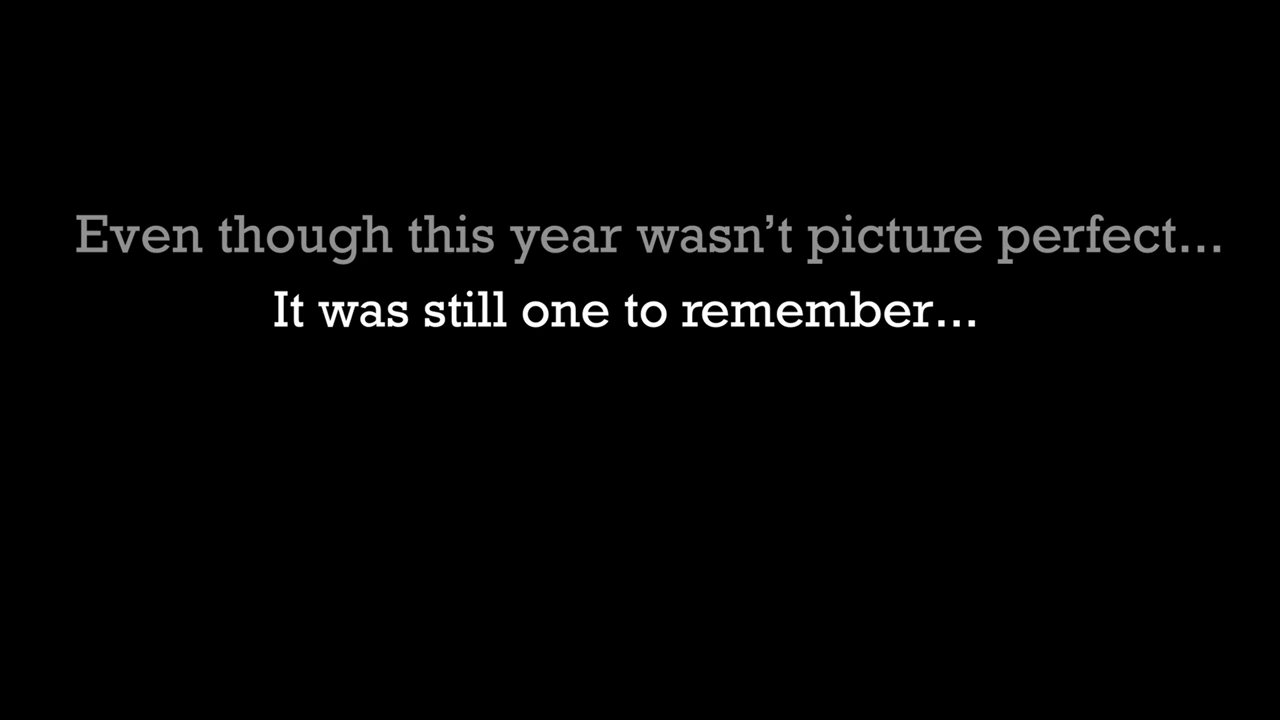 Even though this year wasn’t picture perfect...
It was still one to remember...